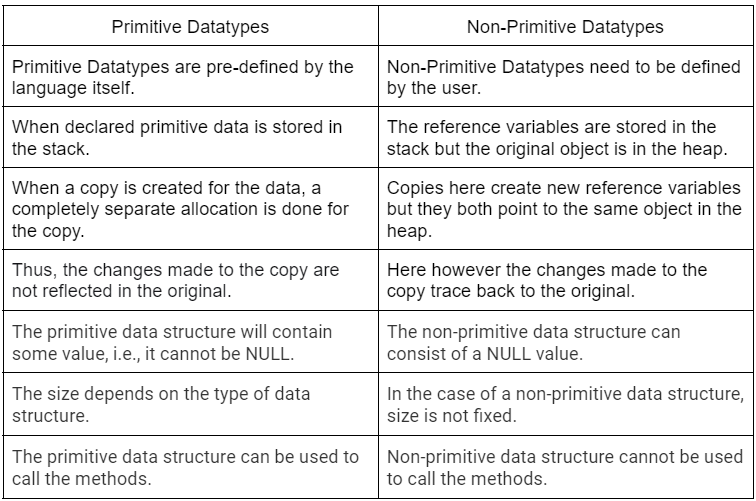 Primitive Datatypes
Non-Primitive Datatypes
Primitive Datatypes are pre-defined by the
language itself.
Non-Primitive Datatypes need to be defined
by the user.
When declared primitive data is stored in
the stack.
The reference variables are stored in the
stack but the original object is in the heap.
When a copy is created for the data, a
completely separate allocation is done for
the copy.
Copies here create new reference variables
but they both point to the same object in the
heap.
Thus, the changes made to the copy are
not reflected in the original.
Here however the changes made to the
copy trace back to the original.
The primitive data structure will contain
some value, i.e., it cannot be NULL.
The non-primitive data structure can
consist of a NULL value.
The size depends on the type of data
structure.
In the case of a non-primitive data structure,
size is not fixed.
The primitive data structure can be used to
call the methods.
Non-primitive data structure cannot be used
to call the methods.